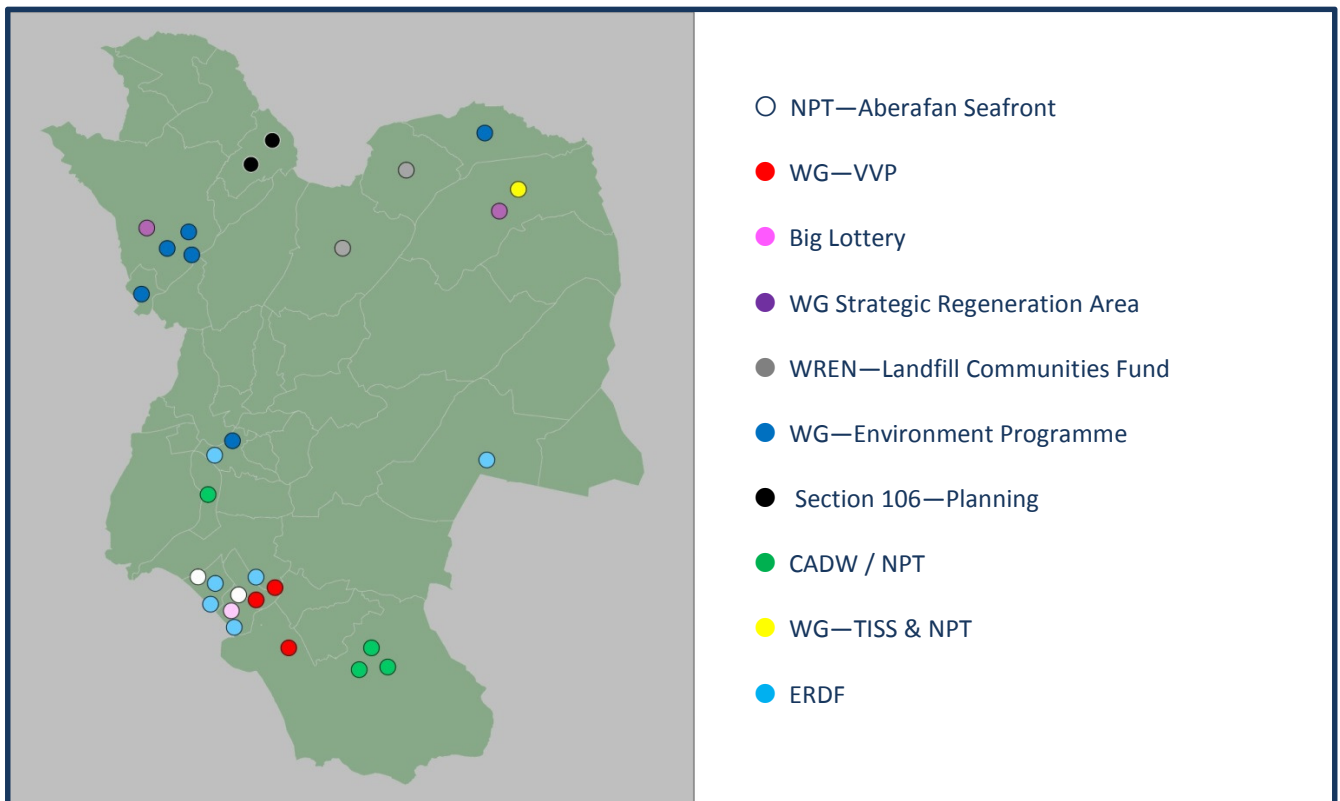 NPT—Aberafan Seafront
WG—VVP
Big Lottery
WG Strategic Regeneration Area
WREN—Landfill Communities Fund
WG—Environment Programme
Section 106—Planning
CADW / NPT
WG—TISS & NPT
ERDF